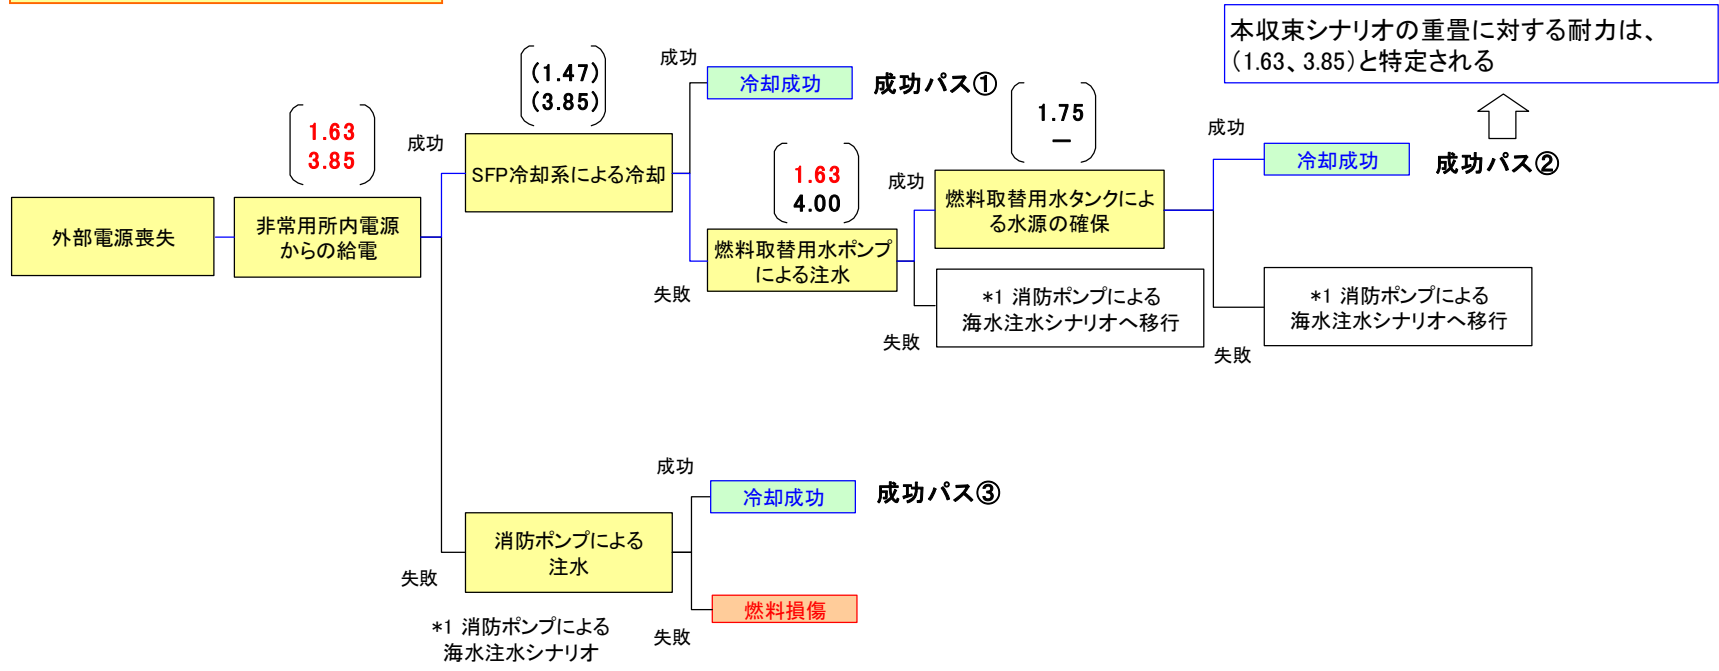 本収束シナリオの重畳に対する耐力は、
(1.63、3.85)と特定される
成功
(1.47)
(3.85)
冷却成功
成功パス①
1.75
－
成功
1.63
3.85
成功
SFP冷却系による冷却
冷却成功
成功パス②
1.63
4.00
成功
燃料取替用水タンクによ
る水源の確保
外部電源喪失
非常用所内電源
からの給電
燃料取替用水ポンプ
による注水
失敗
*1 消防ポンプによる
海水注水シナリオへ移行
失敗
*1 消防ポンプによる
海水注水シナリオへ移行
失敗
成功
冷却成功
成功パス③
消防ポンプによる
注水
失敗
燃料損傷
失敗
*1 消防ポンプによる
海水注水シナリオ